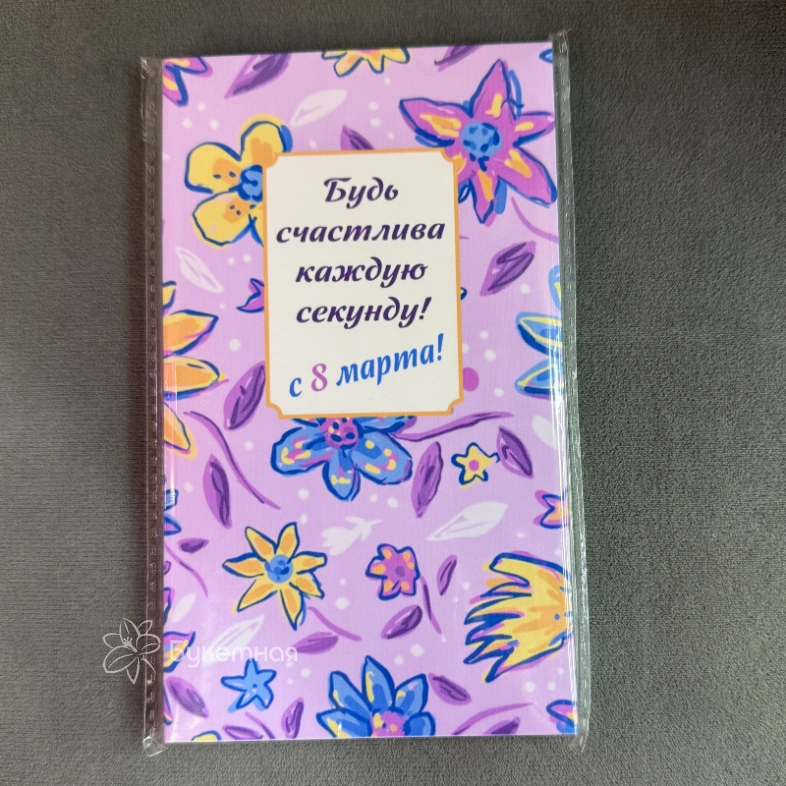 Будь
счастлива
каждую
секунду!
с 8 марта!
Букетная